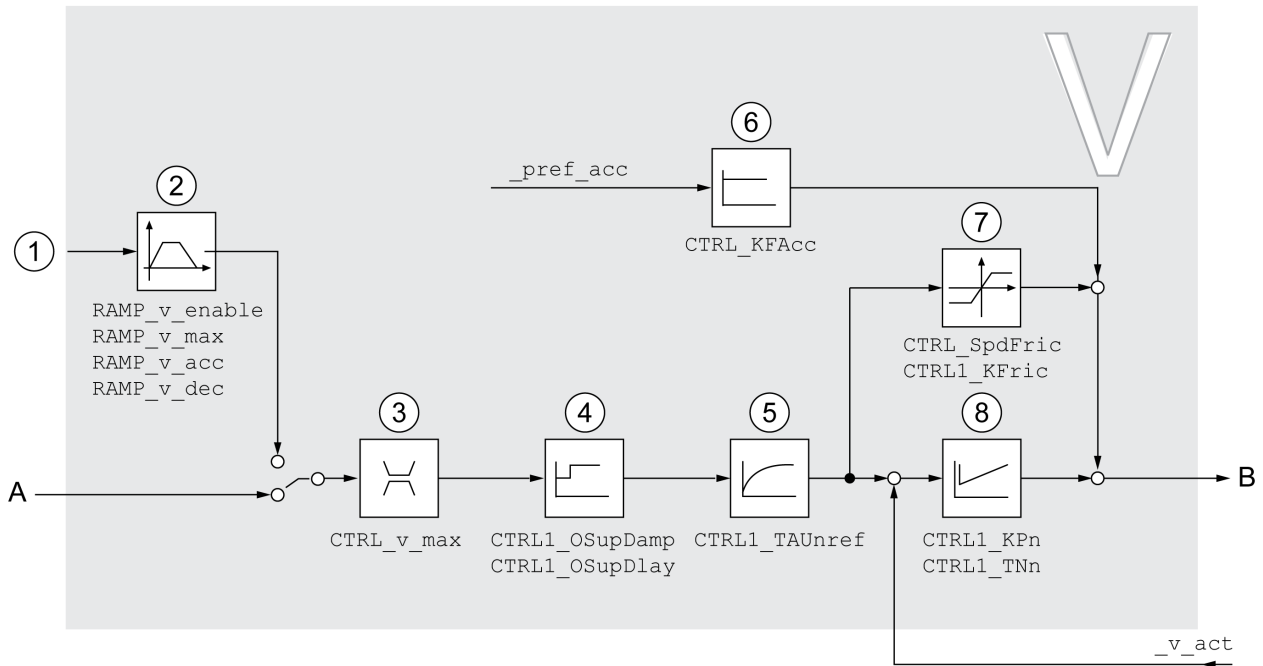 V
6
_pref_acc
2
7
CTRL_KFAcc
1
RAMP_v_enable
RAMP_v_max
RAMP_v_acc
RAMP_v_dec
CTRL_SpdFric
CTRL1_KFric
3
4
5
8
A
B
CTRL_v_max
CTRL1_OSupDamp
CTRL1_OSupDlay
CTRL1_TAUnref
CTRL1_KPn
CTRL1_TNn
_v_act